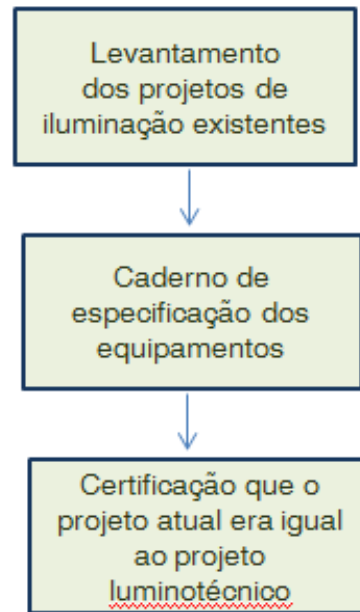 Levantamento
dos projetos de
iluminação existentes
Caderno de
especificação dos
equipamentos
Certificação que o
projeto atual era igual
ao projeto
luminotécnico